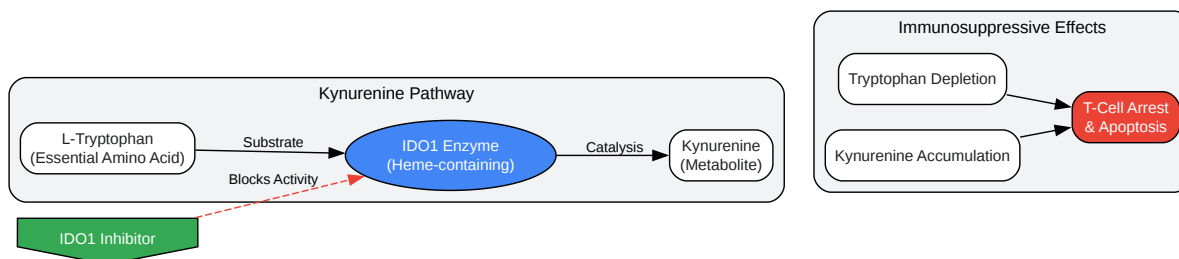 Kynurenine Pathway
L-Tryptophan
(Essential Amino Acid)
Substrate
IDO1 Enzyme
(Heme-containing)
Catalysis
Kynurenine
(Metabolite)
Blocks Activity
IDO1 Inhibitor
Immunosuppressive Effects
Tryptophan Depletion
Kynurenine Accumulation
T-Cell Arrest
& Apoptosis